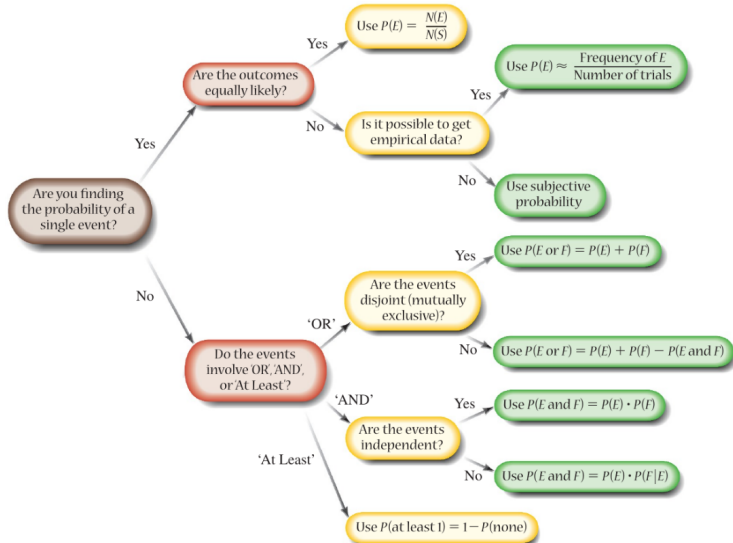 Use P(E) = N(E)
N(S)
Yes
Are the outcomes
equally likely?
Use P(E) ≈ Frequency of E
Number of trials
Yes
No
Is it possible to get
empirical data?
Yes
No
Use subjective
probability
Are you finding
the probability of a
single event?
Use P(E or F) = P(E) + P(F)
Yes
Are the events
disjoint (mutually
exclusive)?
No
'OR'
No
Use P(E or F) = P(E) + P(F) − P(E and F)
Do the events
involve 'OR', 'AND',
or 'At Least'?
'AND'
Yes
Use P(E and F) = P(E) • P(F)
Are the events
independent?
'At Least'
No
Use P(E and F) = P(E) • P(F|E)
Use P(at least 1) = 1−P(none)